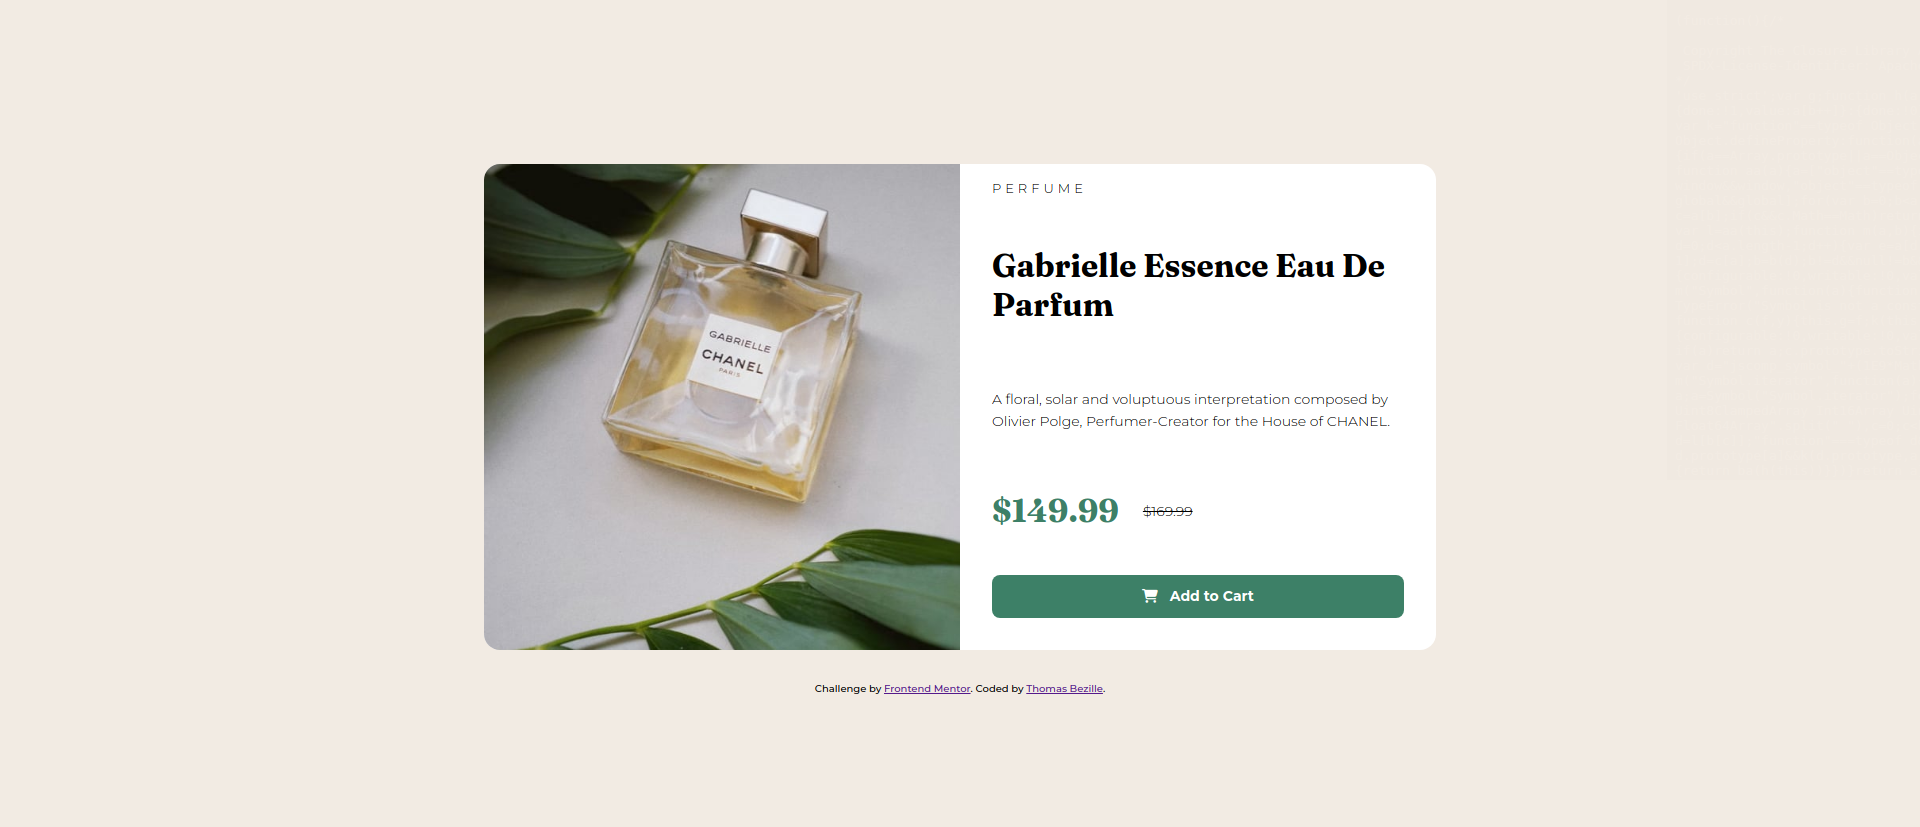 GABRIELLE
CHANEL
PARIS
PERFUME
Gabrielle Essence Eau De
Parfum
A floral, solar and voluptuous interpretation composed by
Olivier Polge, Perfumer-Creator for the House of CHANEL.
$149.99 $169.99
Add to Cart
Challenge by Frontend Mentor. Coded by Thomas Bezille.